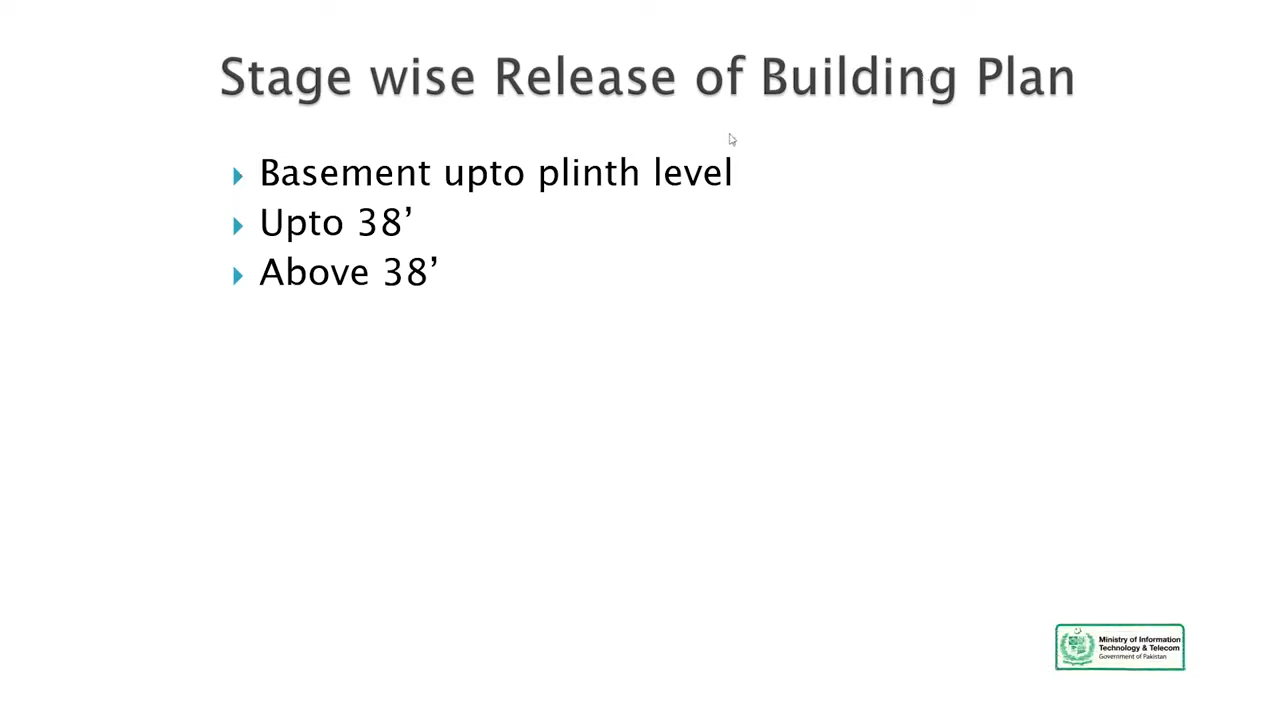 Stage wise Release of Building Plan
Basement upto plinth level
Upto 38’
Above 38’
Ministry of Information
Technology & Telecom
Government of Pakistan